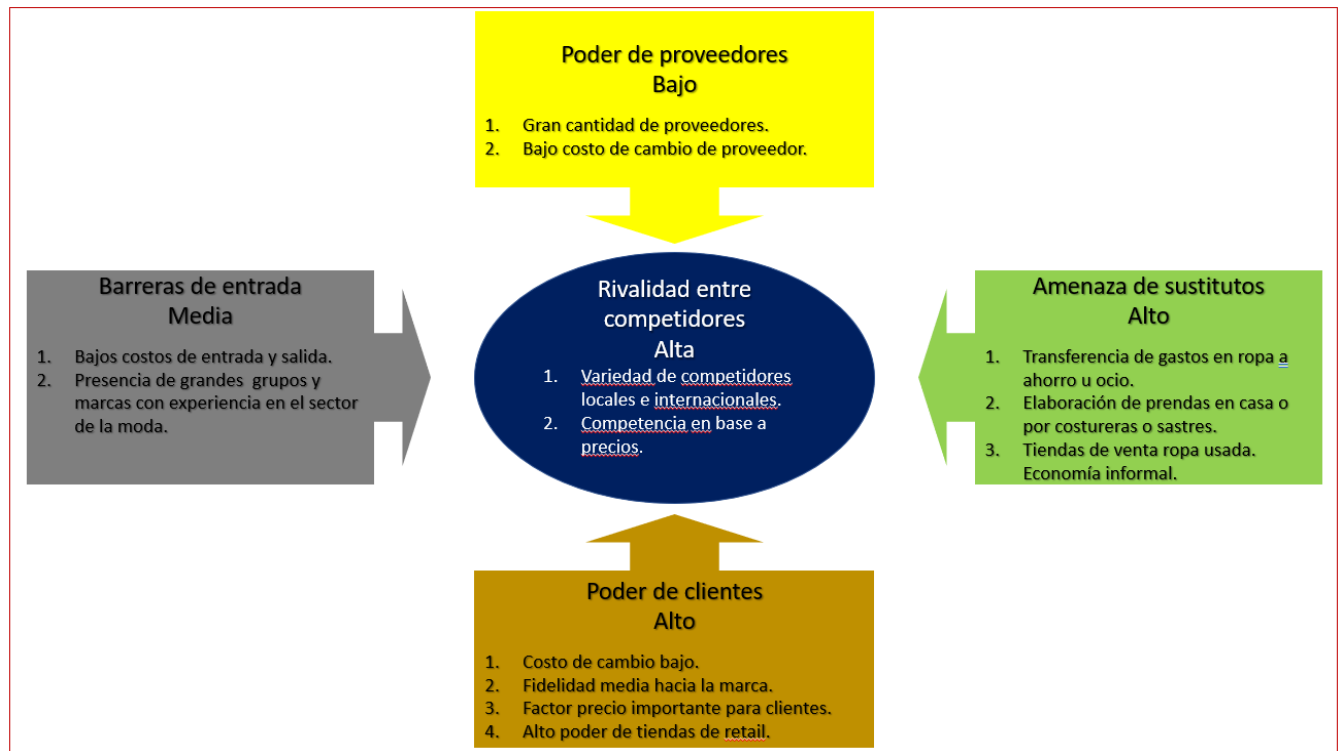 Poder de proveedores
Bajo
1. Gran cantidad de proveedores.
2. Bajo costo de cambio de proveedor.
Barreras de entrada
Media
1. Bajos costos de entrada y salida.
2. Presencia de grandes grupos y
marcas con experiencia en el sector
de la moda.
Rivalidad entre
competidores
Alta
1. Variedad de competidores
locales e internacionales.
2. Competencia en base a
precios.
Amenaza de sustitutos
Alto
1. Transferencia de gastos en ropa a
ahorro u ocio.
2. Elaboración de prendas en casa o
por costureras o sastres.
3. Tiendas de venta ropa usada.
Economía informal.
Poder de clientes
Alto
1. Costo de cambio bajo.
2. Fidelidad media hacia la marca.
3. Factor precio importante para clientes.
4. Alto poder de tiendas de retail.